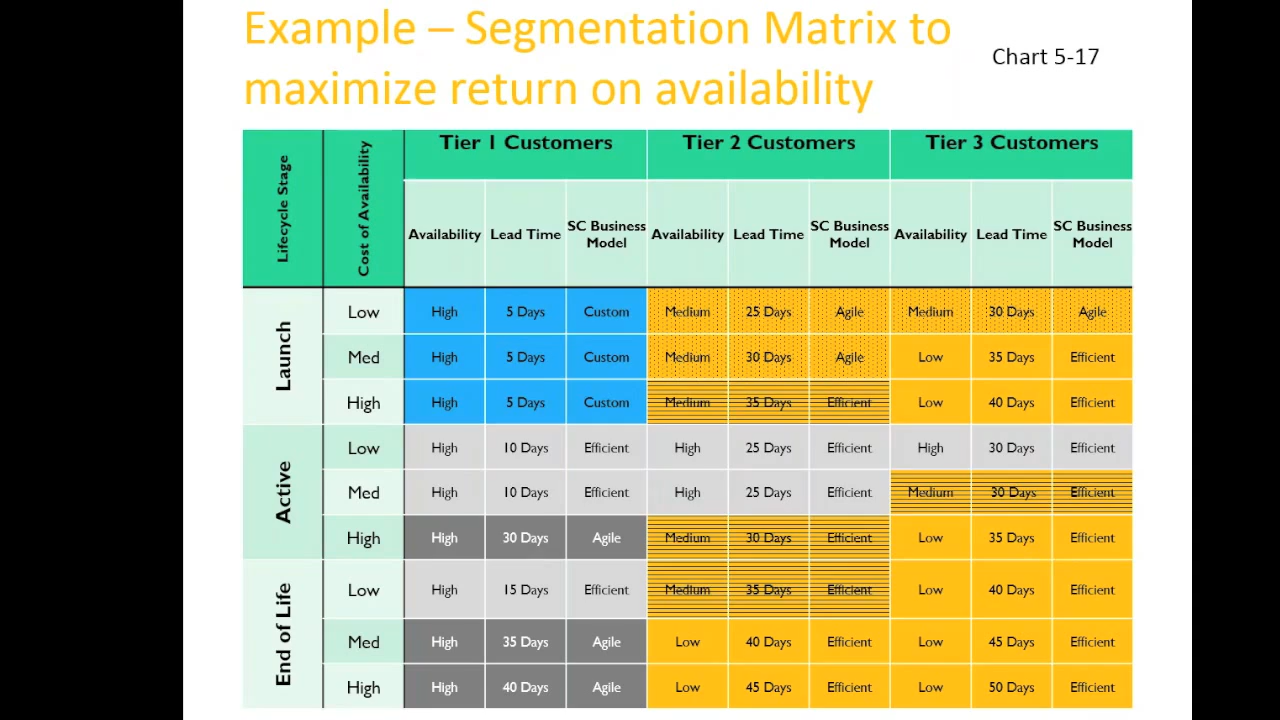 Example – Segmentation Matrix to
maximize return on availability
Chart 5-17
Lifecycle Stage
Cost of Availability
Tier 1 Customers
Tier 2 Customers
Tier 3 Customers
Availability Lead Time SC Business Model Availability Lead Time SC Business Model Availability Lead Time SC Business Model
Launch
Low High 5 Days Custom Medium 25 Days Agile Medium 30 Days Agile
Med High 5 Days Custom Medium 30 Days Agile Low 35 Days Efficient
High High 5 Days Custom Medium 35 Days Efficient Low 40 Days Efficient
Active
Low High 10 Days Efficient High 25 Days Efficient High 30 Days Efficient
Med High 10 Days Efficient High 25 Days Efficient Medium 30 Days Efficient
High High 30 Days Agile Medium 30 Days Efficient Low 35 Days Efficient
End of Life
Low High 15 Days Efficient Medium 35 Days Efficient Low 40 Days Efficient
Med High 35 Days Agile Low 40 Days Efficient Low 45 Days Efficient
High High 40 Days Agile Low 45 Days Efficient Low 50 Days Efficient